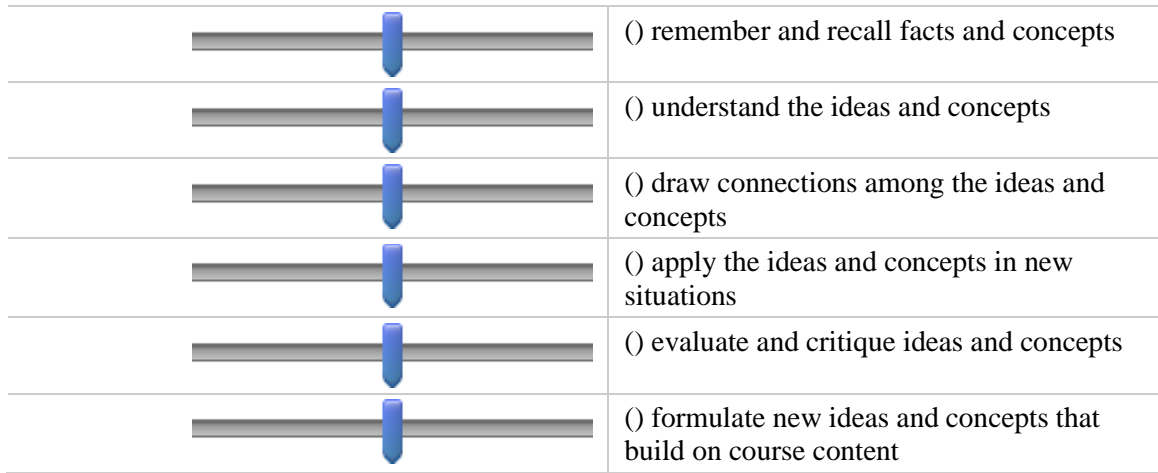 () remember and recall facts and concepts
() understand the ideas and concepts
() draw connections among the ideas and
concepts
() apply the ideas and concepts in new
situations
() evaluate and critique ideas and concepts
() formulate new ideas and concepts that
build on course content